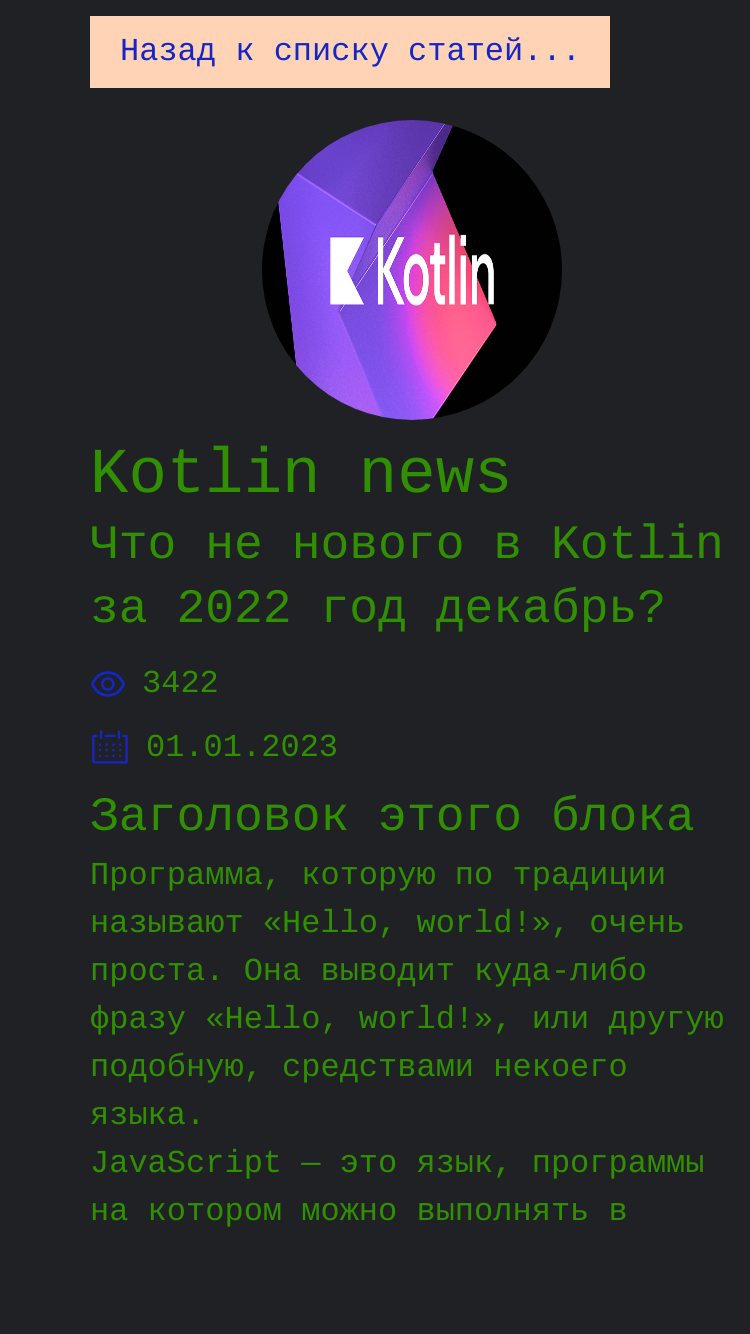 Назад к списку статей...
Kotlin
Kotlin news
Что не нового в Kotlin
за 2022 год декабрь?
3422
01.01.2023
Заголовок этого блока
Программа, которую по традиции
называют «Hello, world!», очень
проста. Она выводит куда-либо
фразу «Hello, world!», или другую
подобную, средствами некоего
языка.
JavaScript — это язык, программы
на котором можно выполнять в